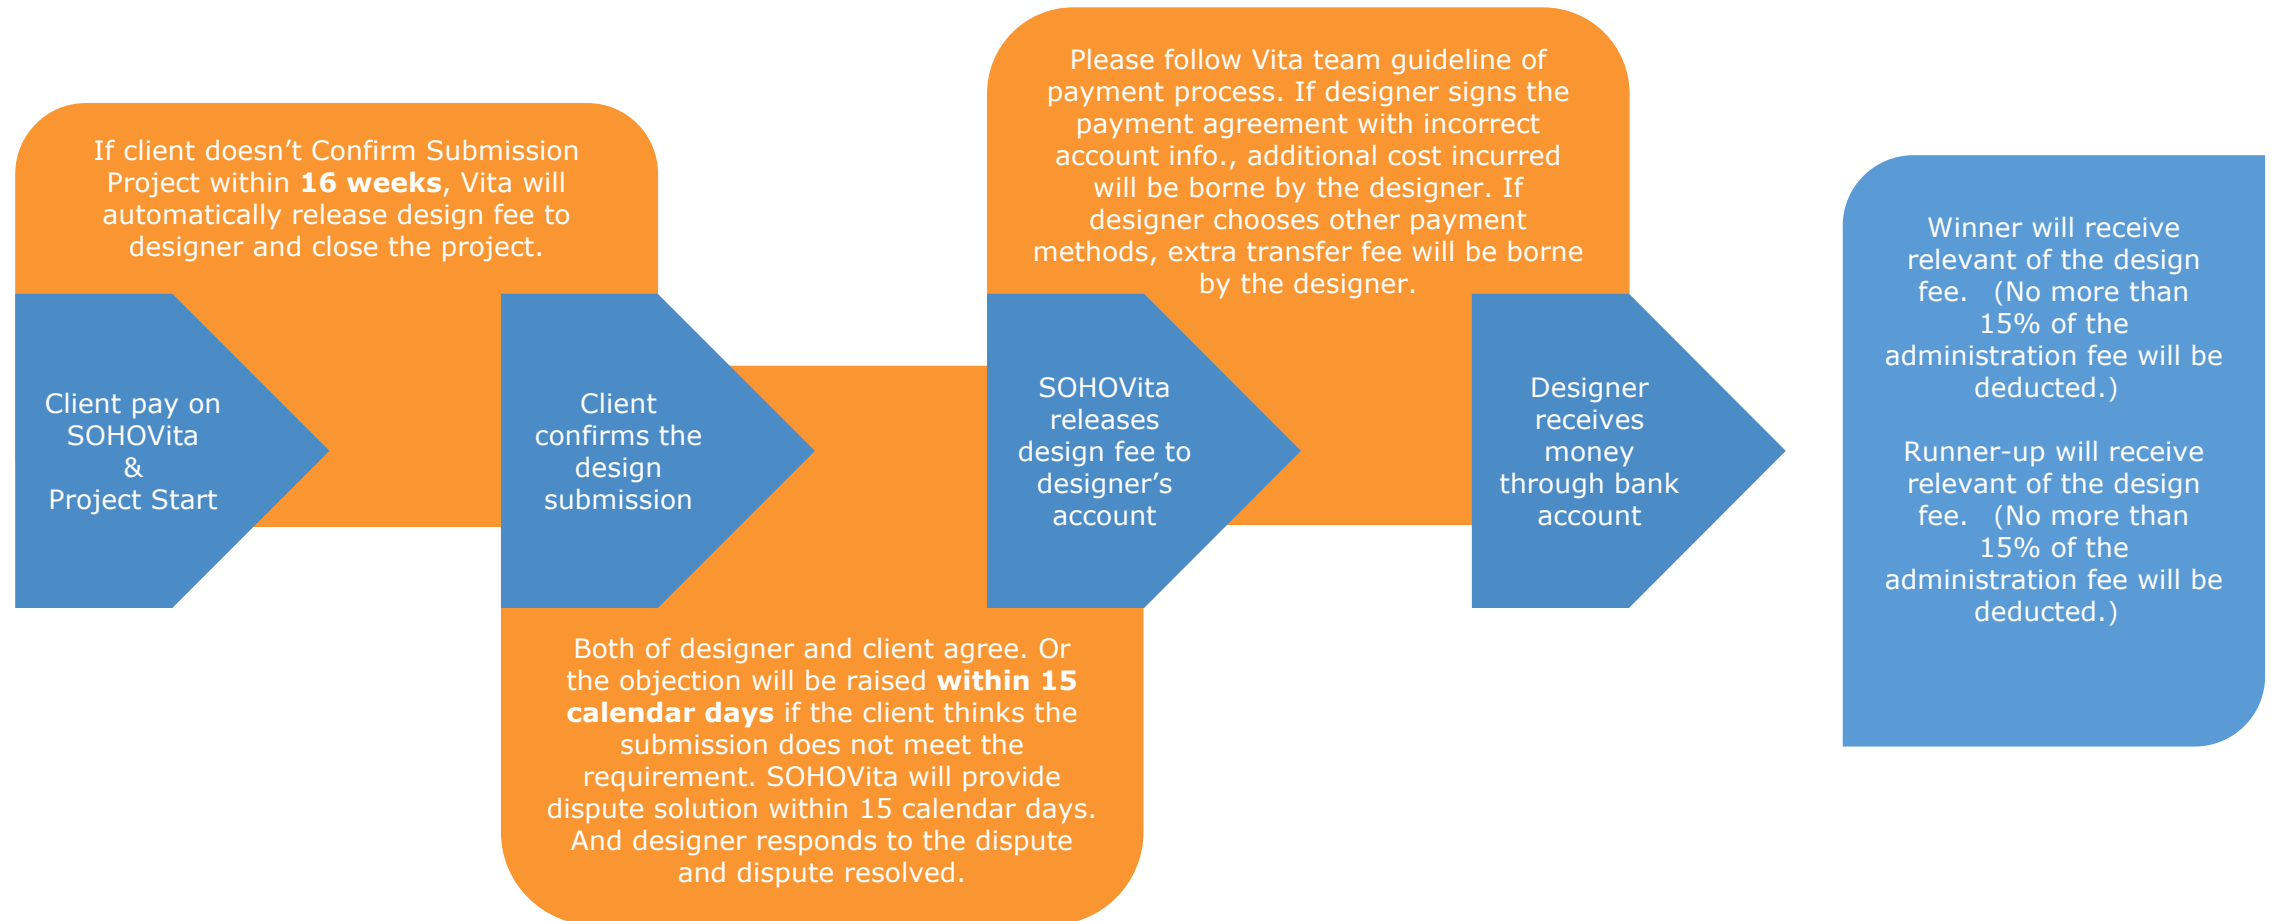 If client doesn’t Confirm Submission
Project within 16 weeks, Vita will
automatically release design fee to
designer and close the project.
Please follow Vita team guideline of
payment process. If designer signs the
payment agreement with incorrect
account info., additional cost incurred
will be borne by the designer. If
designer chooses other payment
methods, extra transfer fee will be borne
by the designer.
Client pay on
SOHOVita
&
Project Start
Client
confirms the
design
submission
SOHOVita
releases
design fee to
designer’s
account
Designer
receives
money
through bank
account
Both of designer and client agree. Or
the objection will be raised within 15
calendar days if the client thinks the
submission does not meet the
requirement. SOHOVita will provide
dispute solution within 15 calendar days.
And designer responds to the dispute
and dispute resolved.
Winner will receive
relevant of the design
fee. (No more than
15% of the
administration fee will be
deducted.)
Runner-up will receive
relevant of the design
fee. (No more than
15% of the
administration fee will be
deducted.)